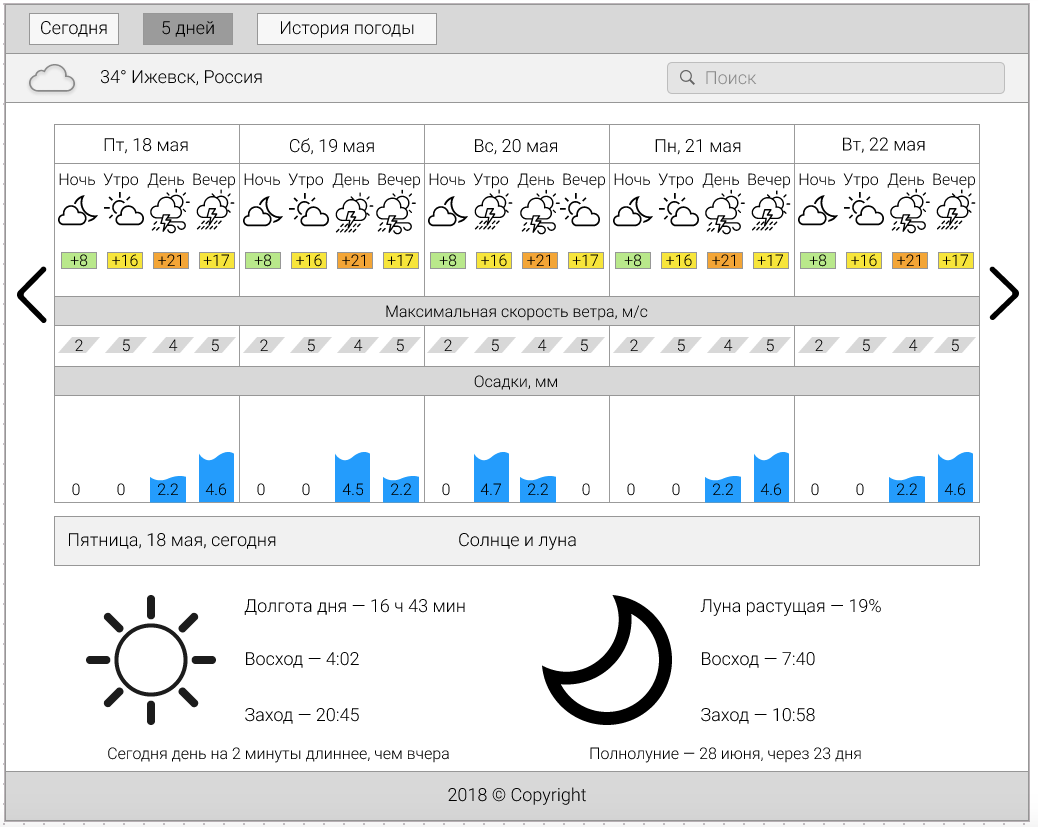 Сегодня 5 дней История погоды
34° Ижевск, Россия Поиск
Пт, 18 мая Сб, 19 мая Вс, 20 мая Пн, 21 мая Вт, 22 мая
Ночь Утро День Вечер Ночь Утро День Вечер Ночь Утро День Вечер Ночь Утро День Вечер Ночь Утро День Вечер
+8 +16 +21 +17 +8 +16 +21 +17 +8 +16 +21 +17 +8 +16 +21 +17 +8 +16 +21 +17
Максимальная скорость ветра, м/с
2 5 4 5 2 5 4 5 2 5 4 5 2 5 4 5 2 5 4 5
Осадки, мм
0 0 2.2 4.6 0 0 4.5 2.2 0 4.7 2.2 0 0 0 2.2 4.6 0 0 2.2 4.6
Пятница, 18 мая, сегодня Солнце и луна
Долгота дня — 16 ч 43 мин Луна растущая — 19%
Восход — 4:02 Восход — 7:40
Заход — 20:45 Заход — 10:58
Сегодня день на 2 минуты длиннее, чем вчера Полнолуние — 28 июня, через 23 дня
2018 © Copyright